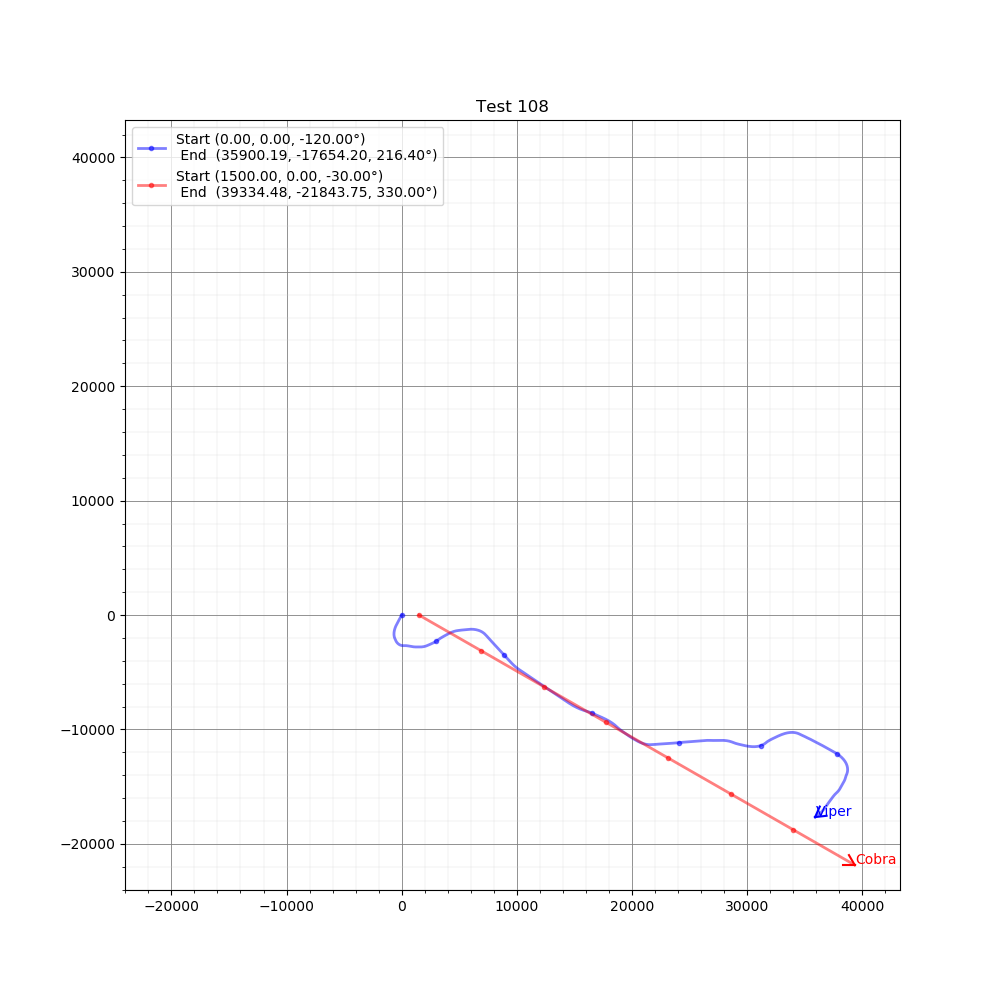 Test 108
Start (0.00, 0.00, -120.00°)
End (35900.19, -17654.20, 216.40°)
Start (1500.00, 0.00, -30.00°)
End (39334.48, -21843.75, 330.00°)
40000
30000
20000
10000
0
−10000
−20000
Viper
Cobra
−20000 −10000 0 10000 20000 30000 40000